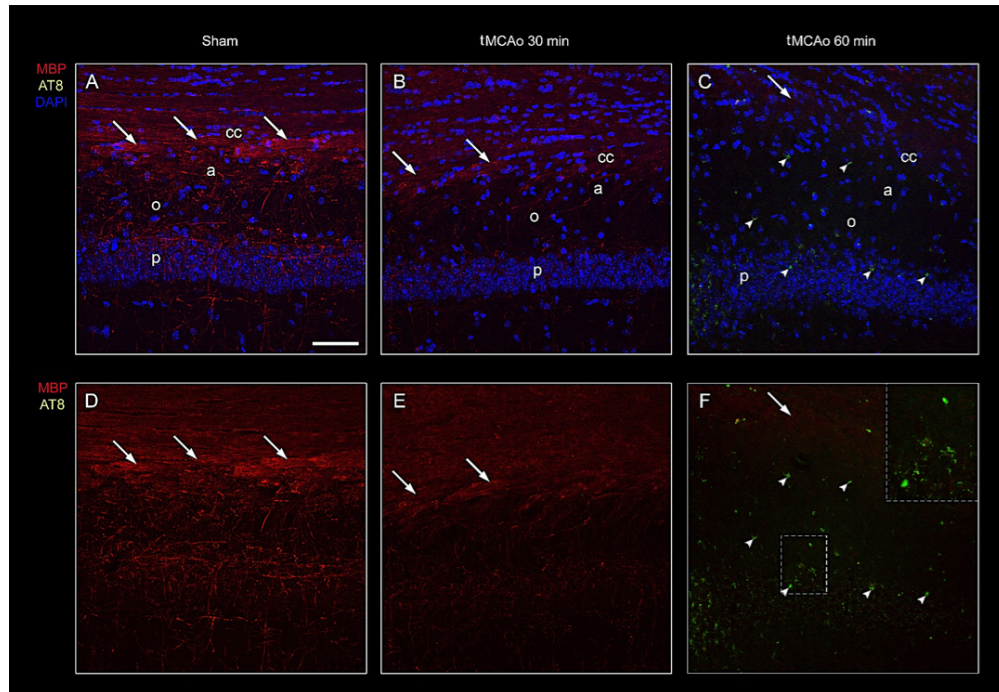 Sham tMCAo 30 min tMCAo 60 min
MBP
AT8
DAPI
A B C
cc
a
o
p
cc
a
o
p
cc
a
o
p
MBP
AT8
D E F